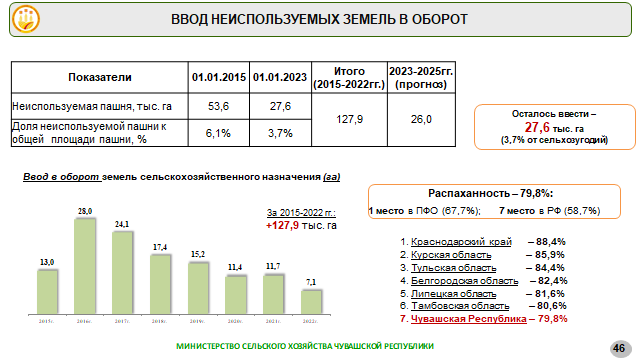 ВВОД НЕИСПОЛЬЗУЕМЫХ ЗЕМЕЛЬ В ОБОРОТ
Показатели 01.01.2015 01.01.2023 Итого (2015-2022гг.) 2023-2025гг. (прогноз)
Неиспользуемая пашня, тыс. га 53,6 27,6 127,9 26,0
Доля неиспользуемой пашни к общей площади пашни, % 6,1% 3,7%
Осталось ввести –
27,6 тыс. га
(3,7% от сельхозугодий)
Ввод в оборот земель сельскохозяйственного назначения (га)
За 2015-2022 гг.:
+127,9 тыс. га
13,0 28,0 24,1 17,4 15,2 11,4 11,7 7,1
2015г. 2016г. 2017г. 2018г. 2019г. 2020г. 2021г. 2022г.
Распаханность – 79,8%:
1 место в ПФО (67,7%); 7 место в РФ (58,7%)
1. Краснодарский край – 88,4%
2. Курская область – 85,9%
3. Тульская область – 84,4%
4. Белгородская область – 82,4%
5. Липецкая область – 81,6%
6. Тамбовская область – 80,6%
7. Чувашская Республика – 79,8%
МИНИСТЕРСТВО СЕЛЬСКОГО ХОЗЯЙСТВА ЧУВАШСКОЙ РЕСПУБЛИКИ
46